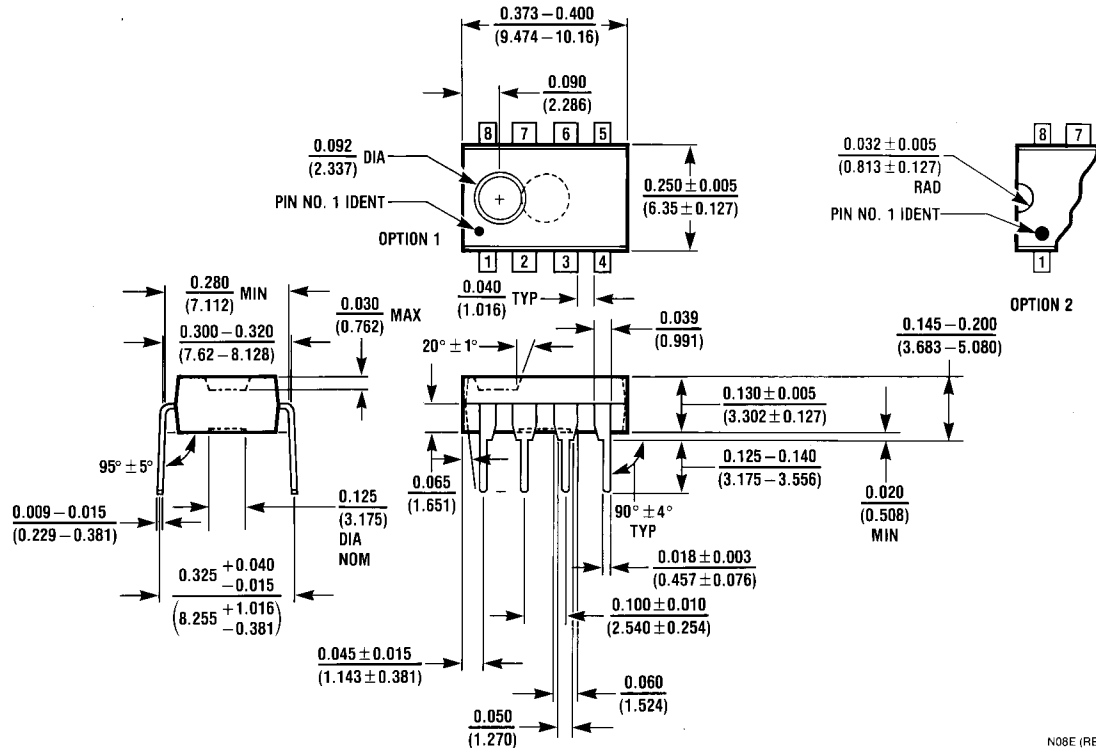 0.373 – 0.400
(9.474 – 10.16)
0.090
(2.286)
8 7 6 5
0.092 DIA
(2.337)
PIN NO. 1 IDENT
OPTION 1
0.250 ± 0.005
(6.35 ± 0.127)
1 2 3 4
8 7
0.032 ± 0.005
(0.813 ± 0.127)
RAD
PIN NO. 1 IDENT
1
OPTION 2
0.280 MIN
(7.112)
0.300 – 0.320
(7.62 – 8.128)
0.030 MAX
(0.762)
0.040 TYP
(1.016)
0.039
(0.991)
20° ± 1°
0.145 – 0.200
(3.683 – 5.080)
0.130 ± 0.005
(3.302 ± 0.127)
0.125 – 0.140
(3.175 – 3.556)
0.020
(0.508)
MIN
95° ± 5°
0.065
(1.651)
90° ± 4°
TYP
0.009 – 0.015
(0.229 – 0.381)
0.125
(3.175)
DIA
NOM
0.018 ± 0.003
(0.457 ± 0.076)
0.325 +0.040
-0.015
(8.255 +1.016
-0.381)
0.100 ± 0.010
(2.540 ± 0.254)
0.045 ± 0.015
(1.143 ± 0.381)
0.060
(1.524)
0.050
(1.270)
N08E